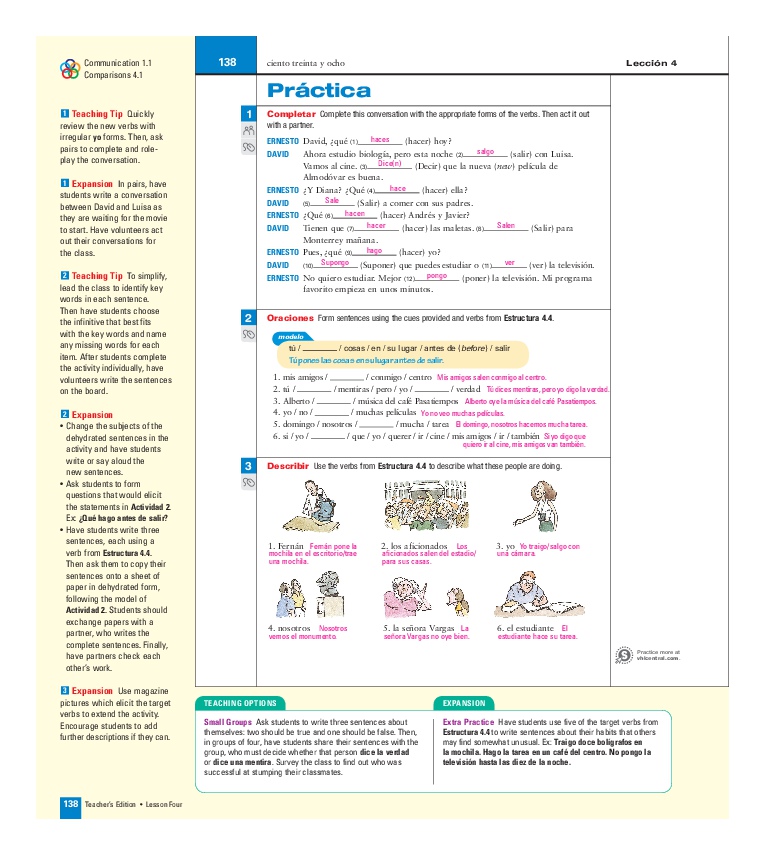 Communication 1.1
Comparisons 4.1
1 Teaching Tip Quickly
review the new verbs with
irregular yo forms. Then, ask
pairs to complete and role-
play the conversation.
1 Expansion In pairs, have
students write a conversation
between David and Luisa as
they are waiting for the movie
to start. Have volunteers act
out their conversations for
the class.
2 Teaching Tip To simplify,
lead the class to identify key
words in each sentence.
Then have students choose
the infinitive that best fits
with the key words and name
any missing words for each
item. After students complete
the activity individually, have
volunteers write the sentences
on the board.
2 Expansion
• Change the subjects of the
dehydrated sentences in the
activity and have students
write or say aloud the
new sentences.
• Ask students to form
questions that would elicit
the statements in Actividad 2.
Ex: ¿Qué hago antes de salir?
• Have students write three
sentences, each using a
verb from Estructura 4.4.
Then ask them to copy their
sentences onto a sheet of
paper in dehydrated form,
following the model of
Actividad 2. Students should
exchange papers with a
partner, who writes the
complete sentences. Finally,
have partners check each
other's work.
3 Expansion Use magazine
pictures which elicit the target
verbs to extend the activity.
Encourage students to add
further descriptions if they can.
138 ciento treinta y ocho Lección 4
Práctica
1 Completar Complete this conversation with the appropriate forms of the verbs. Then act it out
with a partner.
ERNESTO David, ¿qué (1) haces (hacer) hoy?
DAVID Ahora estudio biología, pero esta noche (2) salgo (salir) con Luisa.
Vamos al cine. (3) Dice(n) (Decir) que la nueva (new) película de
Almodóvar es buena.
ERNESTO ¿Y Diana? ¿Qué (4) hace (hacer) ella?
DAVID (5) Sale (Salir) a comer con sus padres.
ERNESTO ¿Qué (6) hacen (hacer) Andrés y Javier?
DAVID Tienen que (7) hacer (hacer) las maletas. (8) Salen (Salir) para
Monterrey mañana.
ERNESTO Pues, ¿qué (9) hago (hacer) yo?
DAVID (10) Supongo (Suponer) que puedes estudiar o (11) ver (ver) la televisión.
ERNESTO No quiero estudiar. Mejor (12) pongo (poner) la televisión. Mi programa
favorito empieza en unos minutos.
2 Oraciones Form sentences using the cues provided and verbs from Estructura 4.4.
modelo
tú / ________ / cosas / en / su lugar / antes de (before) / salir
Tú pones las cosas en su lugar antes de salir.
1. mis amigos / ________ / conmigo / centro Mis amigos salen conmigo al centro.
2. tú / ________ / mentiras / pero / yo / ________ / verdad Tú dices mentiras, pero yo digo la verdad.
3. Alberto / ________ / música del café Pasatiempos Alberto oye la música del café Pasatiempos.
4. yo / no / ________ / muchas películas Yo no veo muchas películas.
5. domingo / nosotros / ________ / mucha / tarea El domingo, nosotros hacemos mucha tarea.
6. si / yo / ________ / que / yo / querer / ir / cine / mis amigos / ir / también Si yo digo que
quiero ir al cine, mis amigos van también.
3 Describir Use the verbs from Estructura 4.4 to describe what these people are doing.
1. Fernán Fernán pone la
mochila en el escritorio/trae
una mochila.
2. los aficionados Los
aficionados salen del estadio/
para sus casas.
3. yo Yo traigo/salgo con
una cámara.
4. nosotros Nosotros
vemos el monumento.
5. la señora Vargas La
señora Vargas no oye bien.
6. el estudiante El
estudiante hace su tarea.
S Practice more at
vhlcentral.com.
TEACHING OPTIONS
Small Groups Ask students to write three sentences about
themselves: two should be true and one should be false. Then,
in groups of four, have students share their sentences with the
group, who must decide whether that person dice la verdad
or dice una mentira. Survey the class to find out who was
successful at stumping their classmates.
EXPANSION
Extra Practice Have students use five of the target verbs from
Estructura 4.4 to write sentences about their habits that others
may find somewhat unusual. Ex: Traigo doce bolígrafos en
la mochila. Hago la tarea en un café del centro. No pongo la
televisión hasta las diez de la noche.
138 Teacher's Edition • Lesson Four